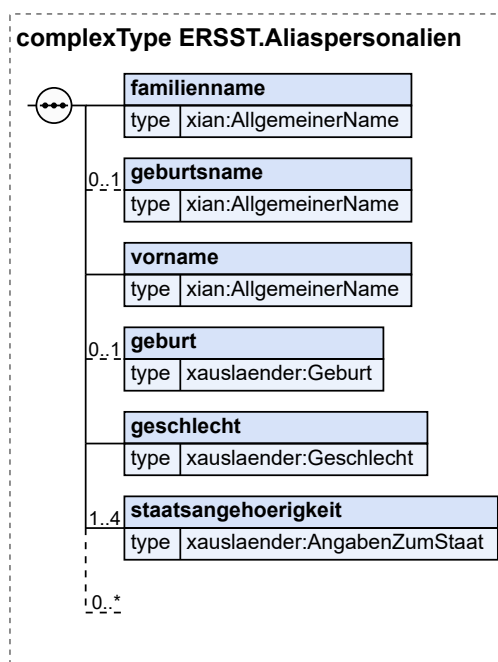 complexType ERSST.Aliaspersonalien
familienname
type xian:AllgemeinerName
0..1 geburtsname
type xian:AllgemeinerName
vorname
type xian:AllgemeinerName
0..1 geburt
type xauslaender:Geburt
geschlecht
type xauslaender:Geschlecht
1..4 staatsangehoerigkeit
type xauslaender:AngabenZumStaat
0..*